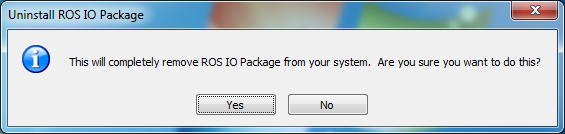 Uninstall ROS IO Package
This will completely remove ROS IO Package from your system.  Are you sure you want to do this?
Yes
No